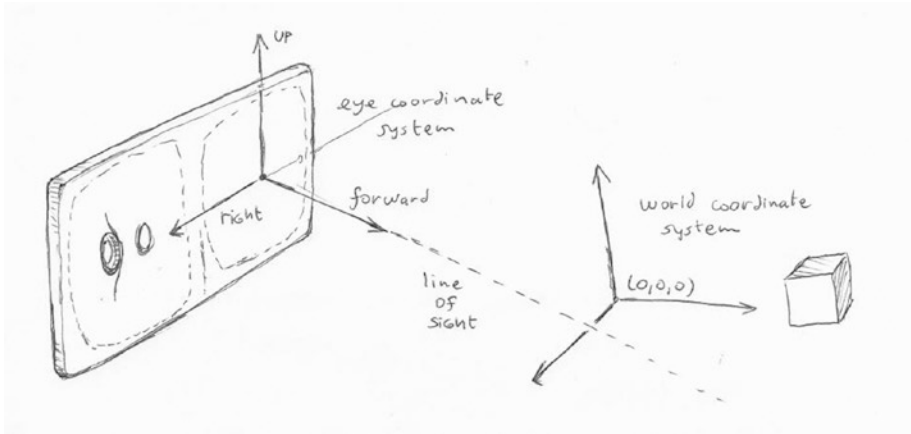 UP
eye coordinate
system
forward
right
line
OF
SIGHT
world coordinate
system
(0,0,0)